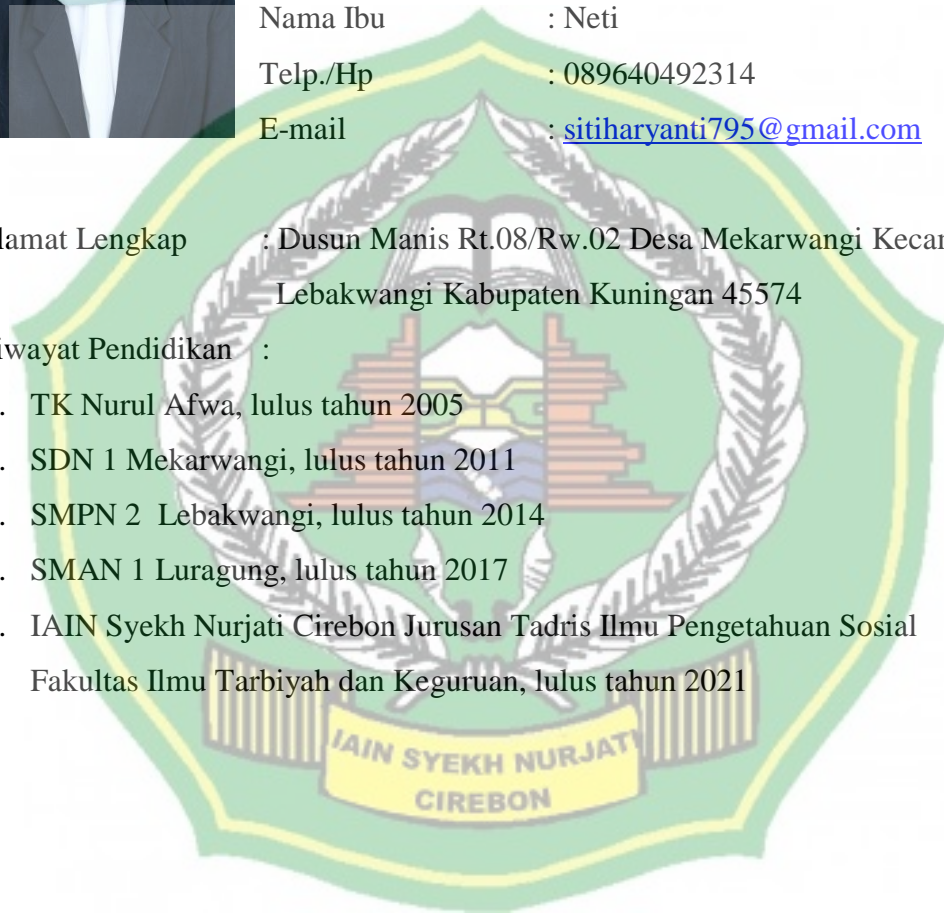 Nama Ibu : Neti
Telp./Hp : 089640492314
E-mail : sitiharyanti795@gmail.com
lamat Lengkap : Dusun Manis Rt.08/Rw.02 Desa Mekarwangi Kecar
Lebakwangi Kabupaten Kuningan 45574
iwayat Pendidikan :
. TK Nurul Afwa, lulus tahun 2005
. SDN 1 Mekarwangi, lulus tahun 2011
. SMPN 2 Lebakwangi, lulus tahun 2014
. SMAN 1 Luragung, lulus tahun 2017
. IAIN Syekh Nurjati Cirebon Jurusan Tadris Ilmu Pengetahuan Sosial
Fakultas Ilmu Tarbiyah dan Keguruan, lulus tahun 2021
IAIN SYEKH NURJATI
CIREBON